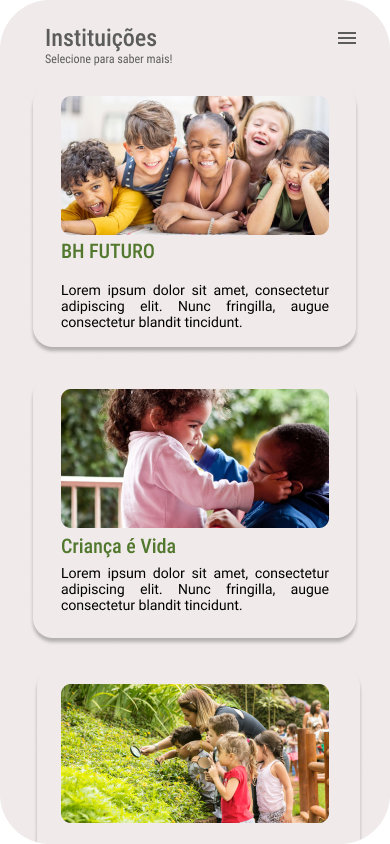 Instituições
Selecione para saber mais!
BH FUTURO
Lorem ipsum dolor sit amet, consectetur
adipiscing elit. Nunc fringilla, augue
consectetur blandit tincidunt.
Criança é Vida
Lorem ipsum dolor sit amet, consectetur
adipiscing elit. Nunc fringilla, augue
consectetur blandit tincidunt.